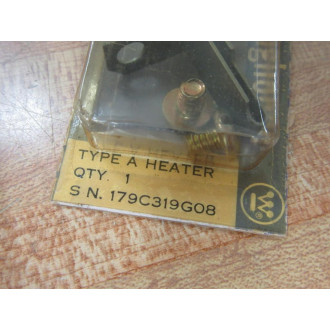 TYPE A HEATER
QTY. 1
S N. 179C319G08